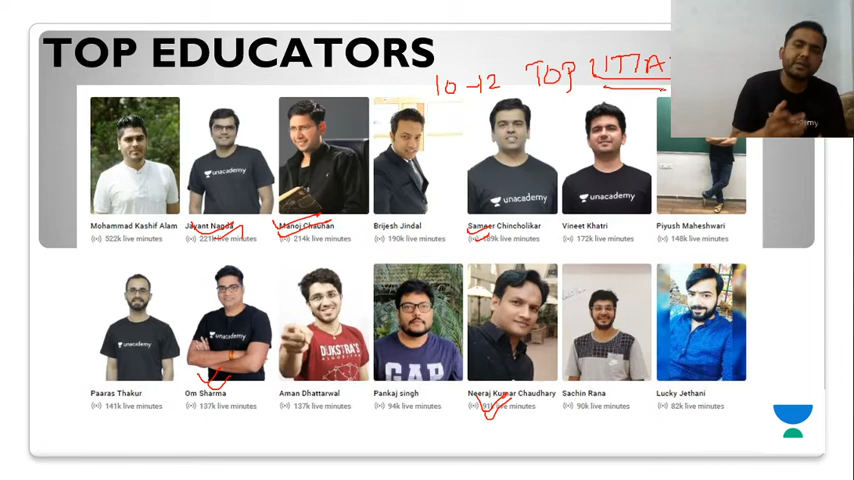 TOP EDUCATORS
10-12 TOP
unacademy
unacademy
unacademy
Mohammad Kashif Alam
522k live minutes
Jayant Nanda
221k live minutes
Manoj Chauhan
214k live minutes
Brijesh Jindal
190k live minutes
Sameer Chincholikar
189k live minutes
Vineet Khatri
172k live minutes
Piyush Maheshwari
148k live minutes
unacademy
unacademy
DIJKSTRA'S
GAP
Paaras Thakur
141k live minutes
Om Sharma
137k live minutes
Aman Dhattarwal
137k live minutes
Pankaj singh
94k live minutes
Neeraj Kumar Chaudhary
91k live minutes
Sachin Rana
90k live minutes
Lucky Jethani
82k live minutes